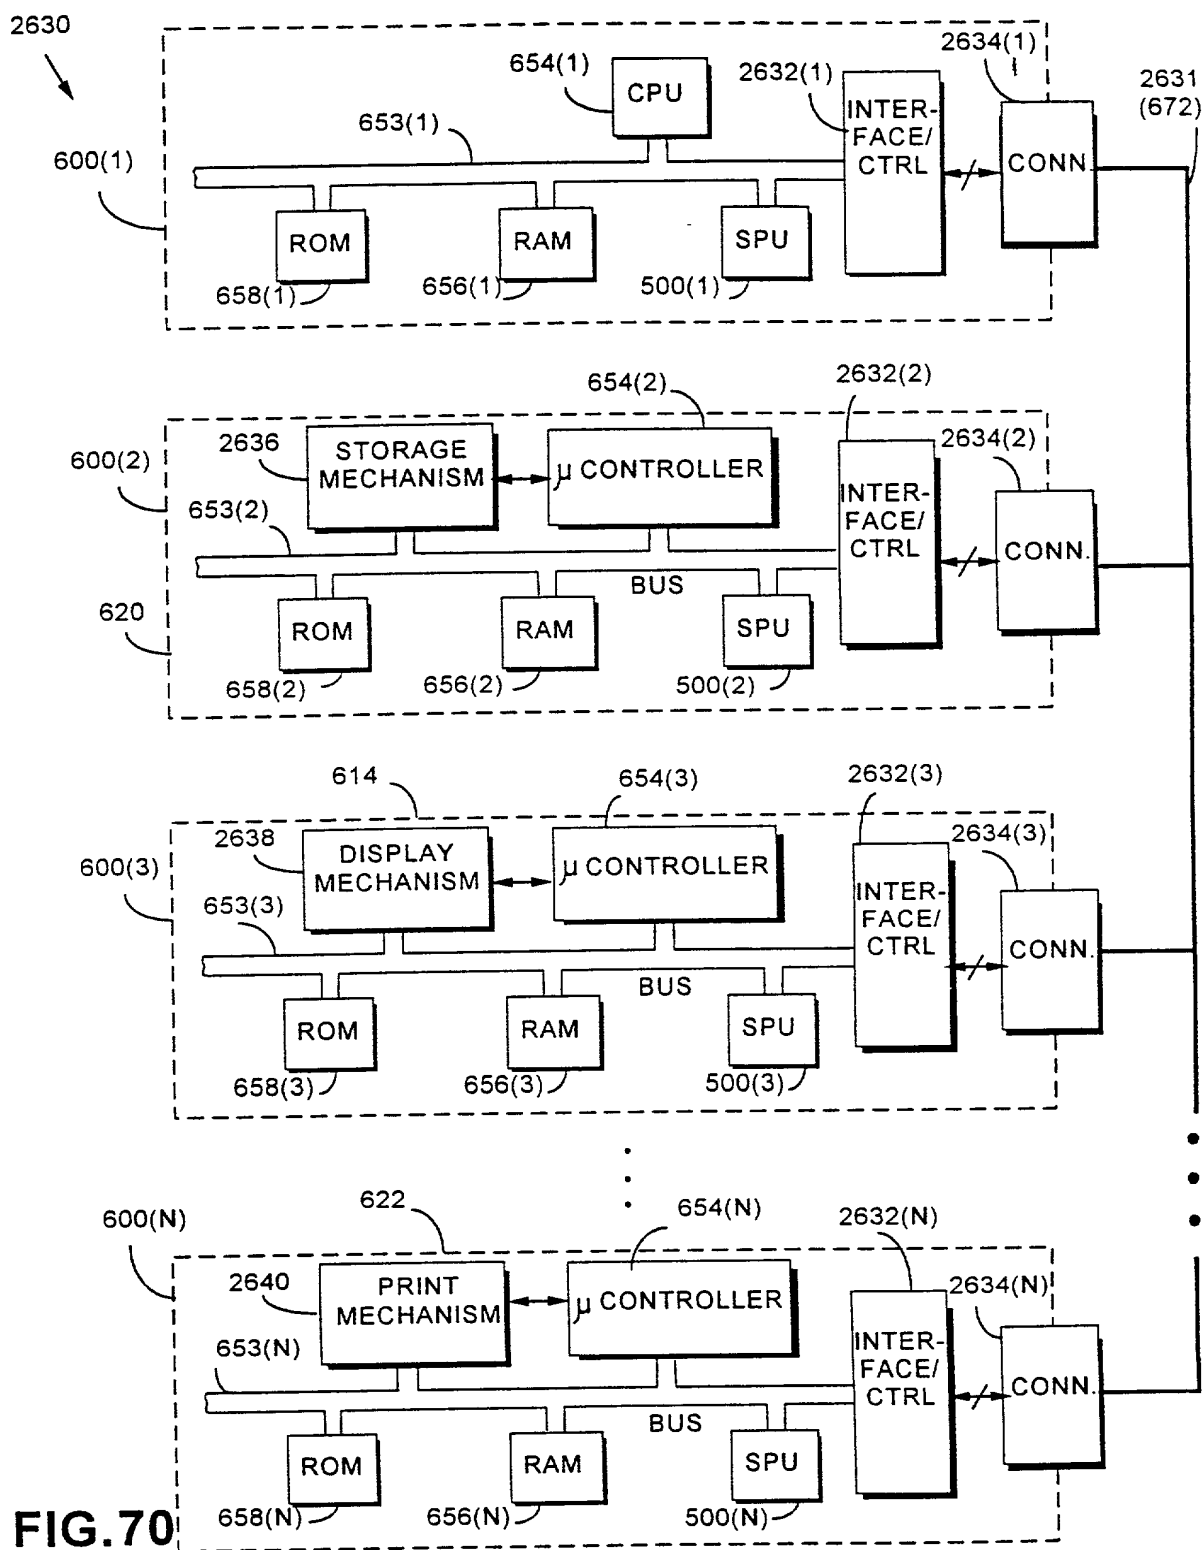 2630
654(1)
2632(1)
2634(1)
2631
(672)
CPU
INTER-
FACE/
CTRL
653(1)
600(1)
CONN.
ROM
RAM
SPU
658(1)
656(1)
500(1)
654(2)
2632(2)
600(2)
2636
STORAGE
MECHANISM
μ CONTROLLER
2634(2)
INTER-
FACE/
CTRL
653(2)
CONN.
BUS
620
ROM
RAM
SPU
658(2)
656(2)
500(2)
614
654(3)
2632(3)
600(3)
2638
DISPLAY
MECHANISM
μ CONTROLLER
2634(3)
INTER-
FACE/
CTRL
653(3)
CONN.
BUS
ROM
RAM
SPU
658(3)
656(3)
500(3)
600(N)
622
654(N)
2632(N)
2640
PRINT
MECHANISM
μ CONTROLLER
2634(N)
INTER-
FACE/
CTRL
653(N)
CONN.
BUS
ROM
RAM
SPU
658(N)
656(N)
500(N)
FIG.70